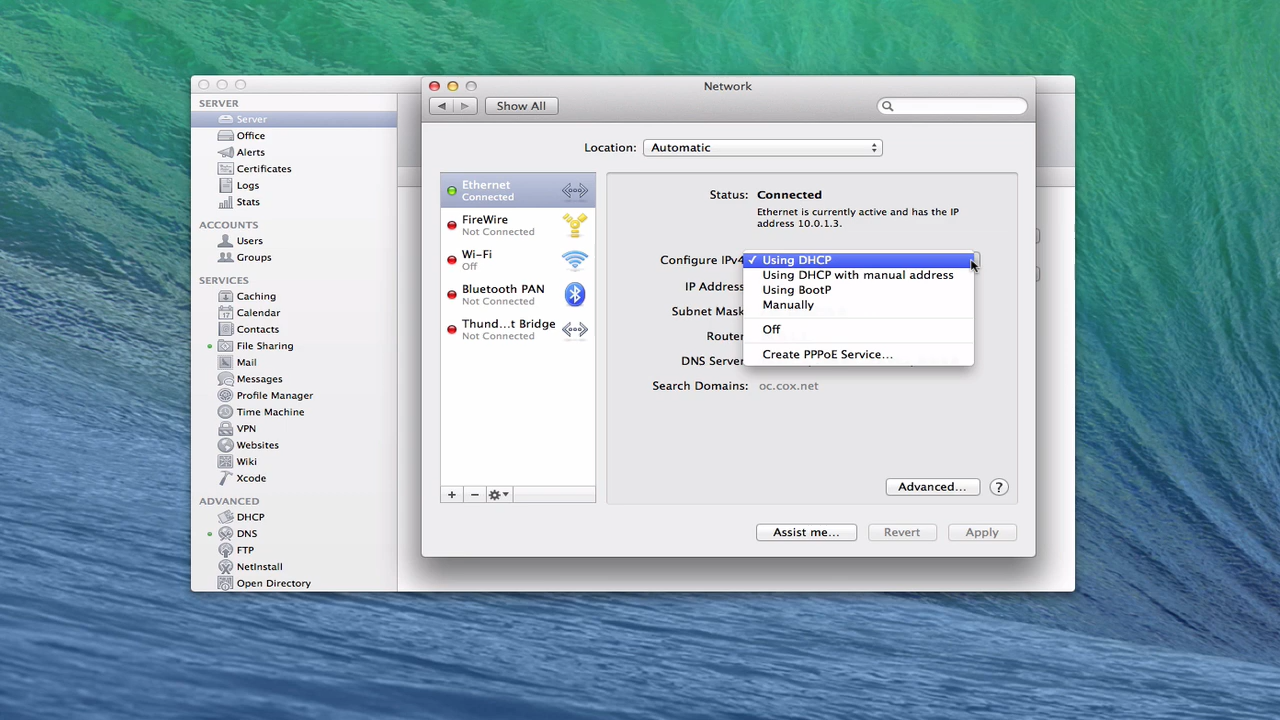 SERVER
Server
Office
Alerts
Certificates
Logs
Stats
ACCOUNTS
Users
Groups
SERVICES
Caching
17
Calendar
Contacts
File Sharing
Mail
Messages
Profile Manager
Time Machine
VPN
Websites
Wiki
Xcode
ADVANCED
DHCP
DNS
FTP
NetInstall
Open Directory
Network
Show All
Location: Automatic
Ethernet
Connected
FireWire
Not Connected
Wi-Fi
Off
Bluetooth PAN
Not Connected
Thund…t Bridge
Not Connected
Status: Connected
Ethernet is currently active and has the IP
address 10.0.1.3.
Configure IPv4
✓ Using DHCP
Using DHCP with manual address
Using BootP
Manually
Off
Create PPPoE Service…
IP Address
Subnet Mask
Router
DNS Server
Search Domains: oc.cox.net
Advanced… ?
+ −
Assist me… Revert Apply